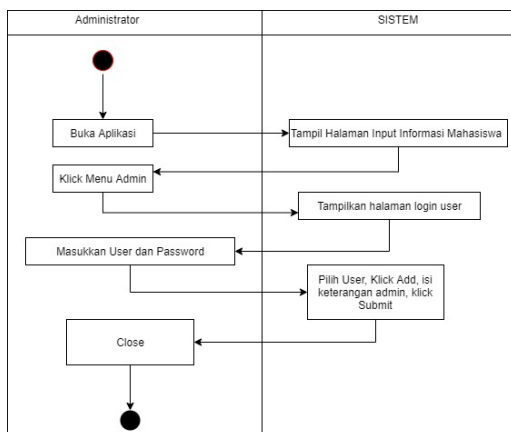 Administrator
SISTEM
Buka Aplikasi
Tampil Halaman Input Informasi Mahasiswa
Klick Menu Admin
Tampilkan halaman login user
Masukkan User dan Password
Pilih User, Klick Add, isi
keterangan admin, klick
Submit
Close